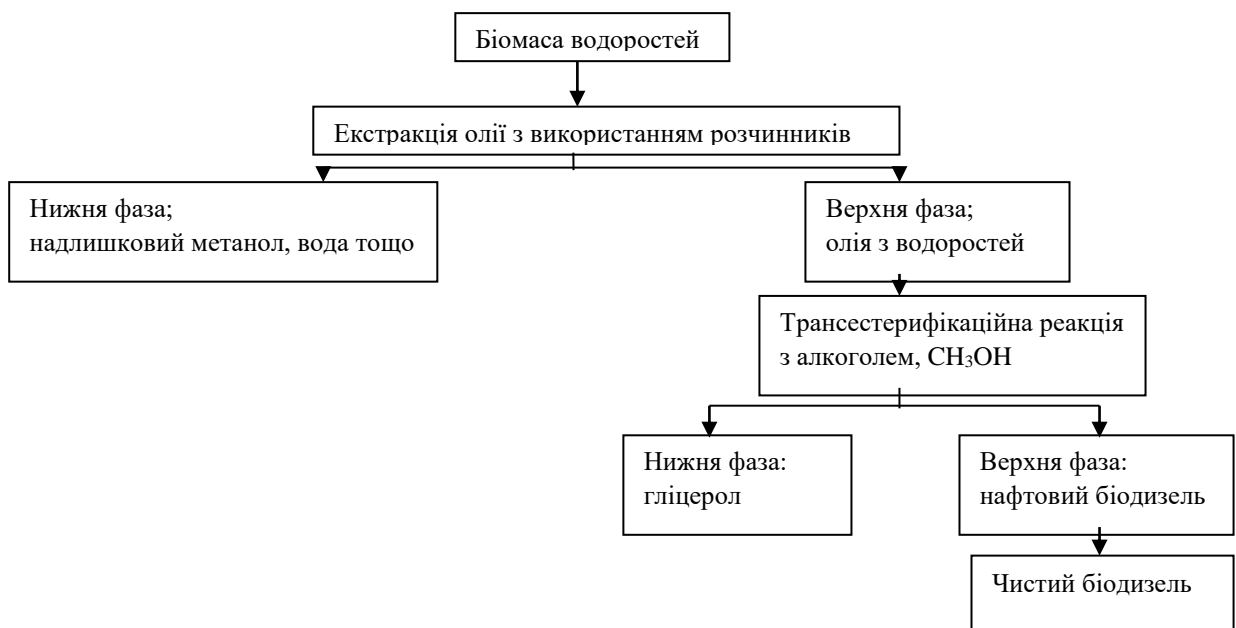 Біомаса водоростей
Екстракція олії з використанням розчинників
Нижня фаза;
надлишковий метанол, вода тощо
Верхня фаза;
олія з водоростей
Трансестерифікаційна реакція
з алкоголем, CH₃OH
Нижня фаза:
гліцерол
Верхня фаза:
нафтовий біодизель
Чистий біодизель